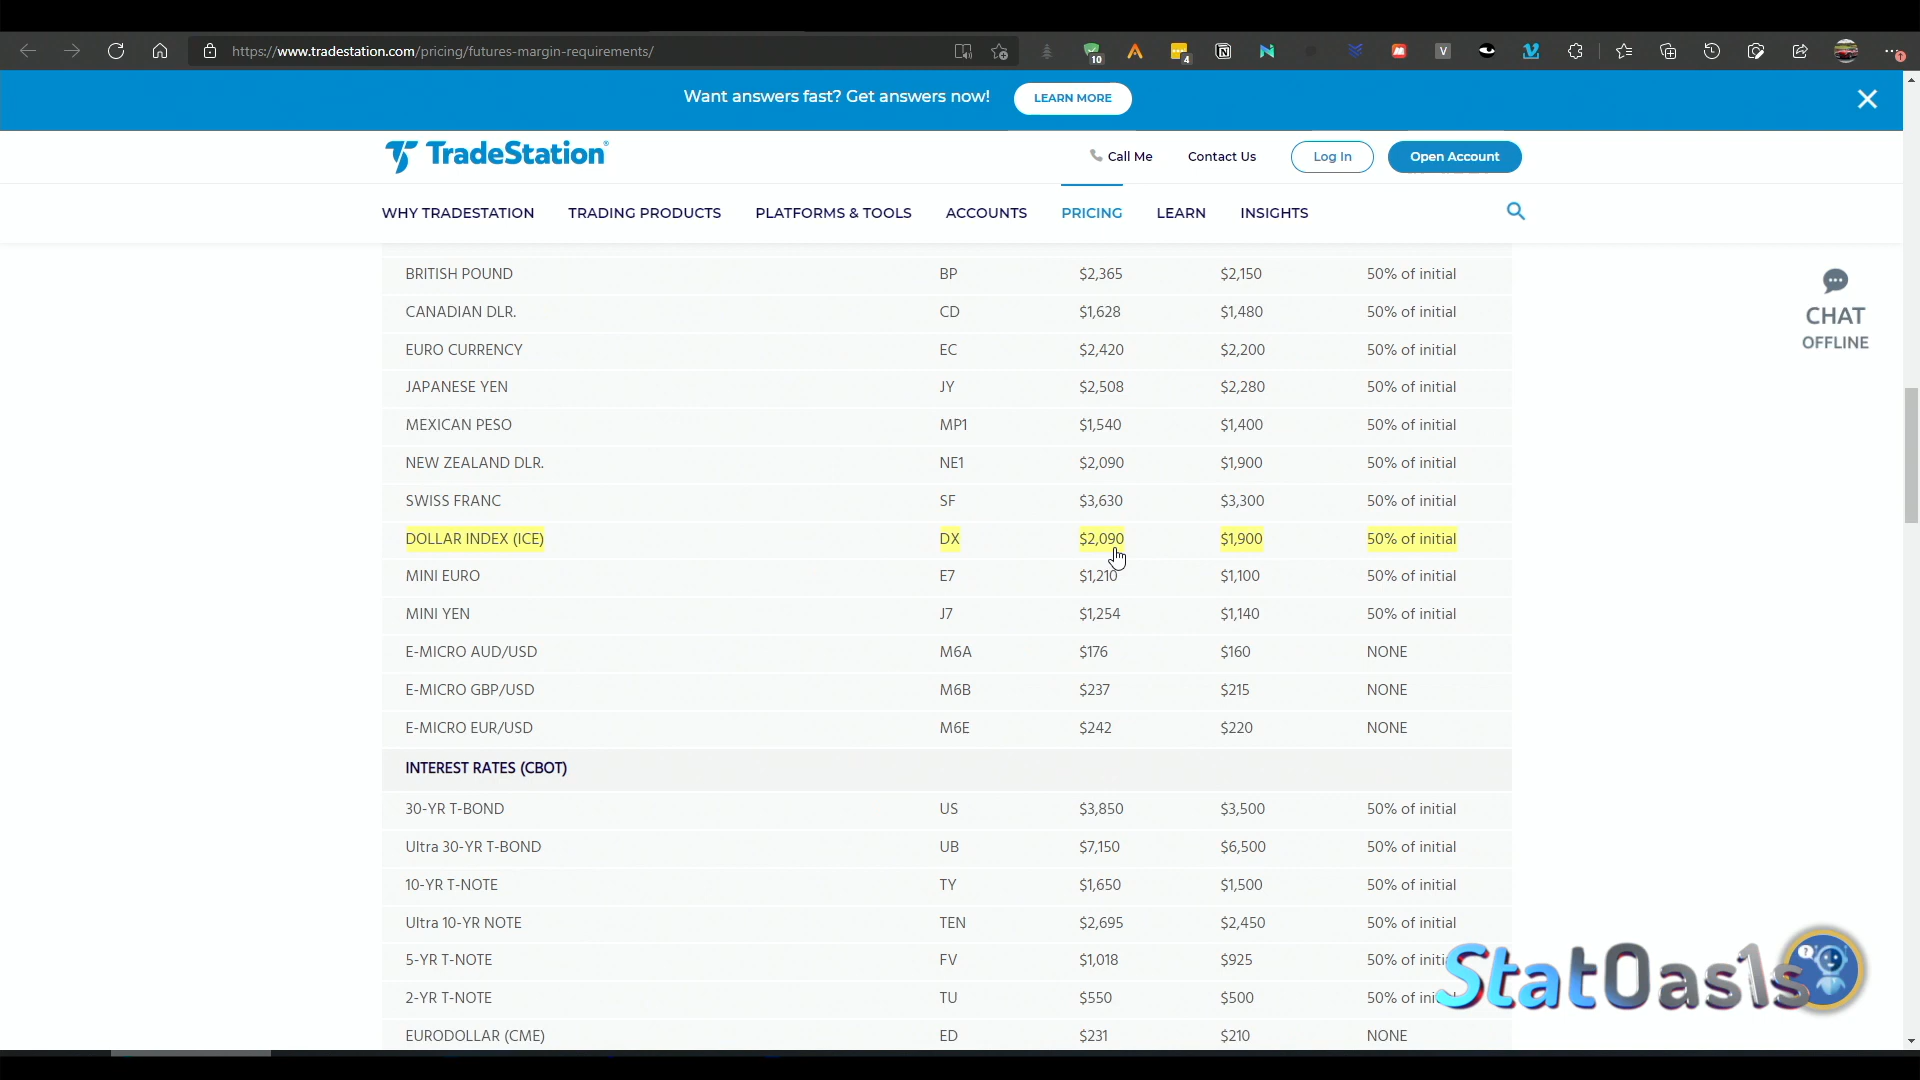 https://www.tradestation.com/pricing/futures-margin-requirements/
10
4
V
1
Want answers fast? Get answers now!
LEARN MORE
TradeStation®
Call Me
Contact Us
Log In
Open Account
WHY TRADESTATION TRADING PRODUCTS PLATFORMS & TOOLS ACCOUNTS PRICING LEARN INSIGHTS
BRITISH POUND BP $2,365 $2,150 50% of initial
CANADIAN DLR. CD $1,628 $1,480 50% of initial
EURO CURRENCY EC $2,420 $2,200 50% of initial
JAPANESE YEN JY $2,508 $2,280 50% of initial
MEXICAN PESO MP1 $1,540 $1,400 50% of initial
NEW ZEALAND DLR. NE1 $2,090 $1,900 50% of initial
SWISS FRANC SF $3,630 $3,300 50% of initial
DOLLAR INDEX (ICE) DX $2,090 $1,900 50% of initial
MINI EURO E7 $1,210 $1,100 50% of initial
MINI YEN J7 $1,254 $1,140 50% of initial
E-MICRO AUD/USD M6A $176 $160 NONE
E-MICRO GBP/USD M6B $237 $215 NONE
E-MICRO EUR/USD M6E $242 $220 NONE
INTEREST RATES (CBOT)
30-YR T-BOND US $3,850 $3,500 50% of initial
Ultra 30-YR T-BOND UB $7,150 $6,500 50% of initial
10-YR T-NOTE TY $1,650 $1,500 50% of initial
Ultra 10-YR NOTE TEN $2,695 $2,450 50% of initial
5-YR T-NOTE FV $1,018 $925 50% of initi
2-YR T-NOTE TU $550 $500 50% of ini
EURODOLLAR (CME) ED $231 $210 NONE
CHAT
OFFLINE
StatOas1s